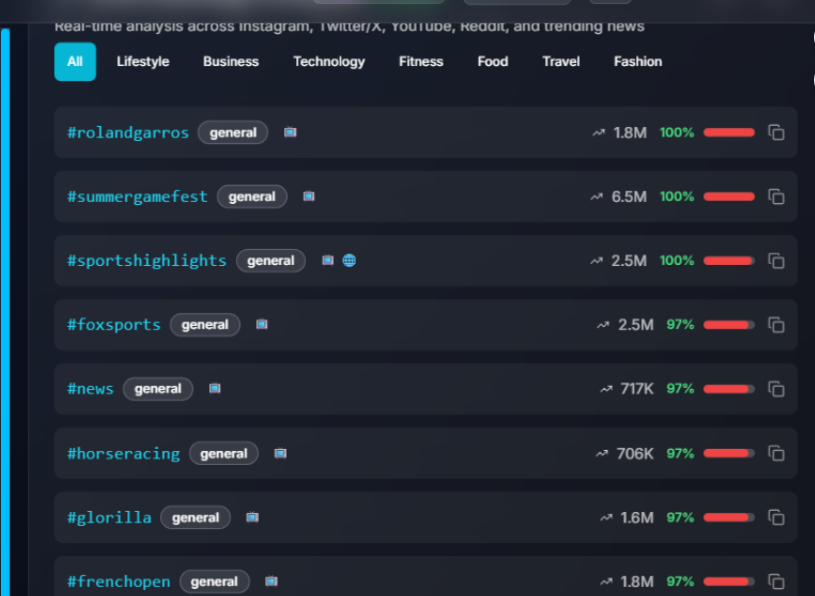 Real-time analysis across Instagram, Twitter/X, YouTube, Reddit, and trending news
All Lifestyle Business Technology Fitness Food Travel Fashion
#rolandgarros general 1.8M 100%
#summergamefest general 6.5M 100%
#sportshighlights general 2.5M 100%
#foxsports general 2.5M 97%
#news general 717K 97%
#horseracing general 706K 97%
#glorilla general 1.6M 97%
#frenchopen general 1.8M 97%